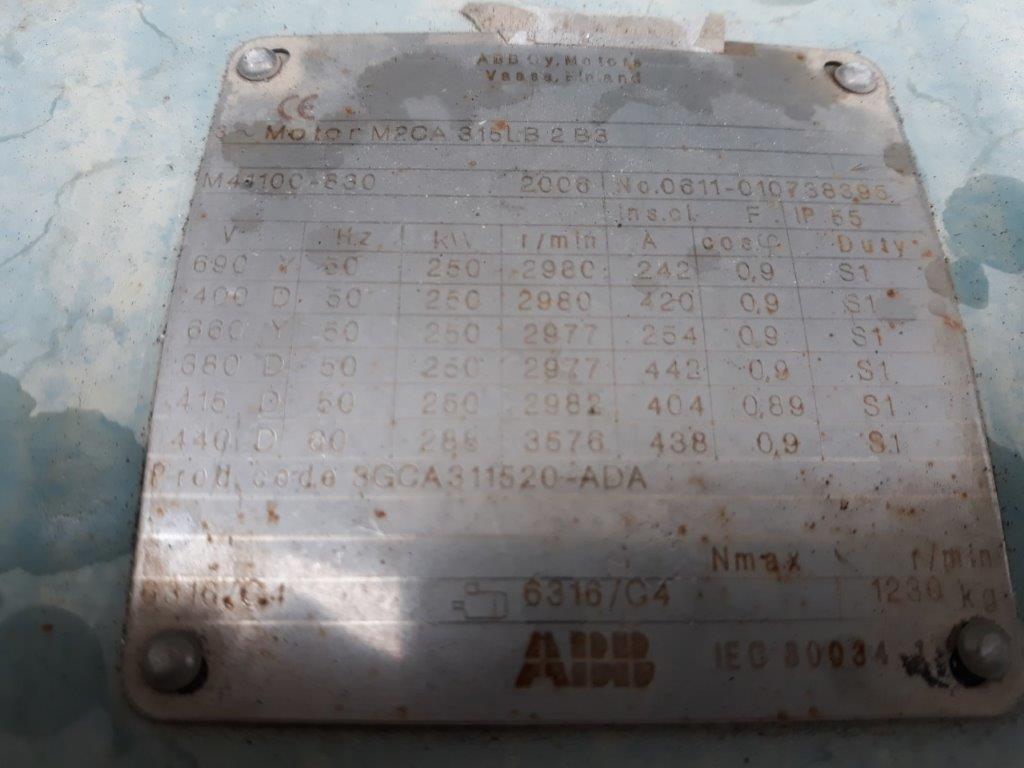 ABB Oy, Motors
Vaasa, Finland
CE
3 ~ Motor M2CA 315LB 2 B3
2006 No. 0611-010738395
Ins.cl. F IP 55
V Hz kW r/min A cosφ Duty
690 Y 50 250 2980 242 0,9 S1
400 D 50 250 2980 420 0,9 S1
660 Y 50 250 2977 254 0,9 S1
D 50 250 2977 442 0,9 S1
415 D 50 250 2982 404 0,89 S1
440 D 60 288 3576 438 0,9 S1
Prod. code 3GCA311520-ADA
Nmax r/min
6316/C4 6316/C4 1230 kg
ABB IEC 60034-1